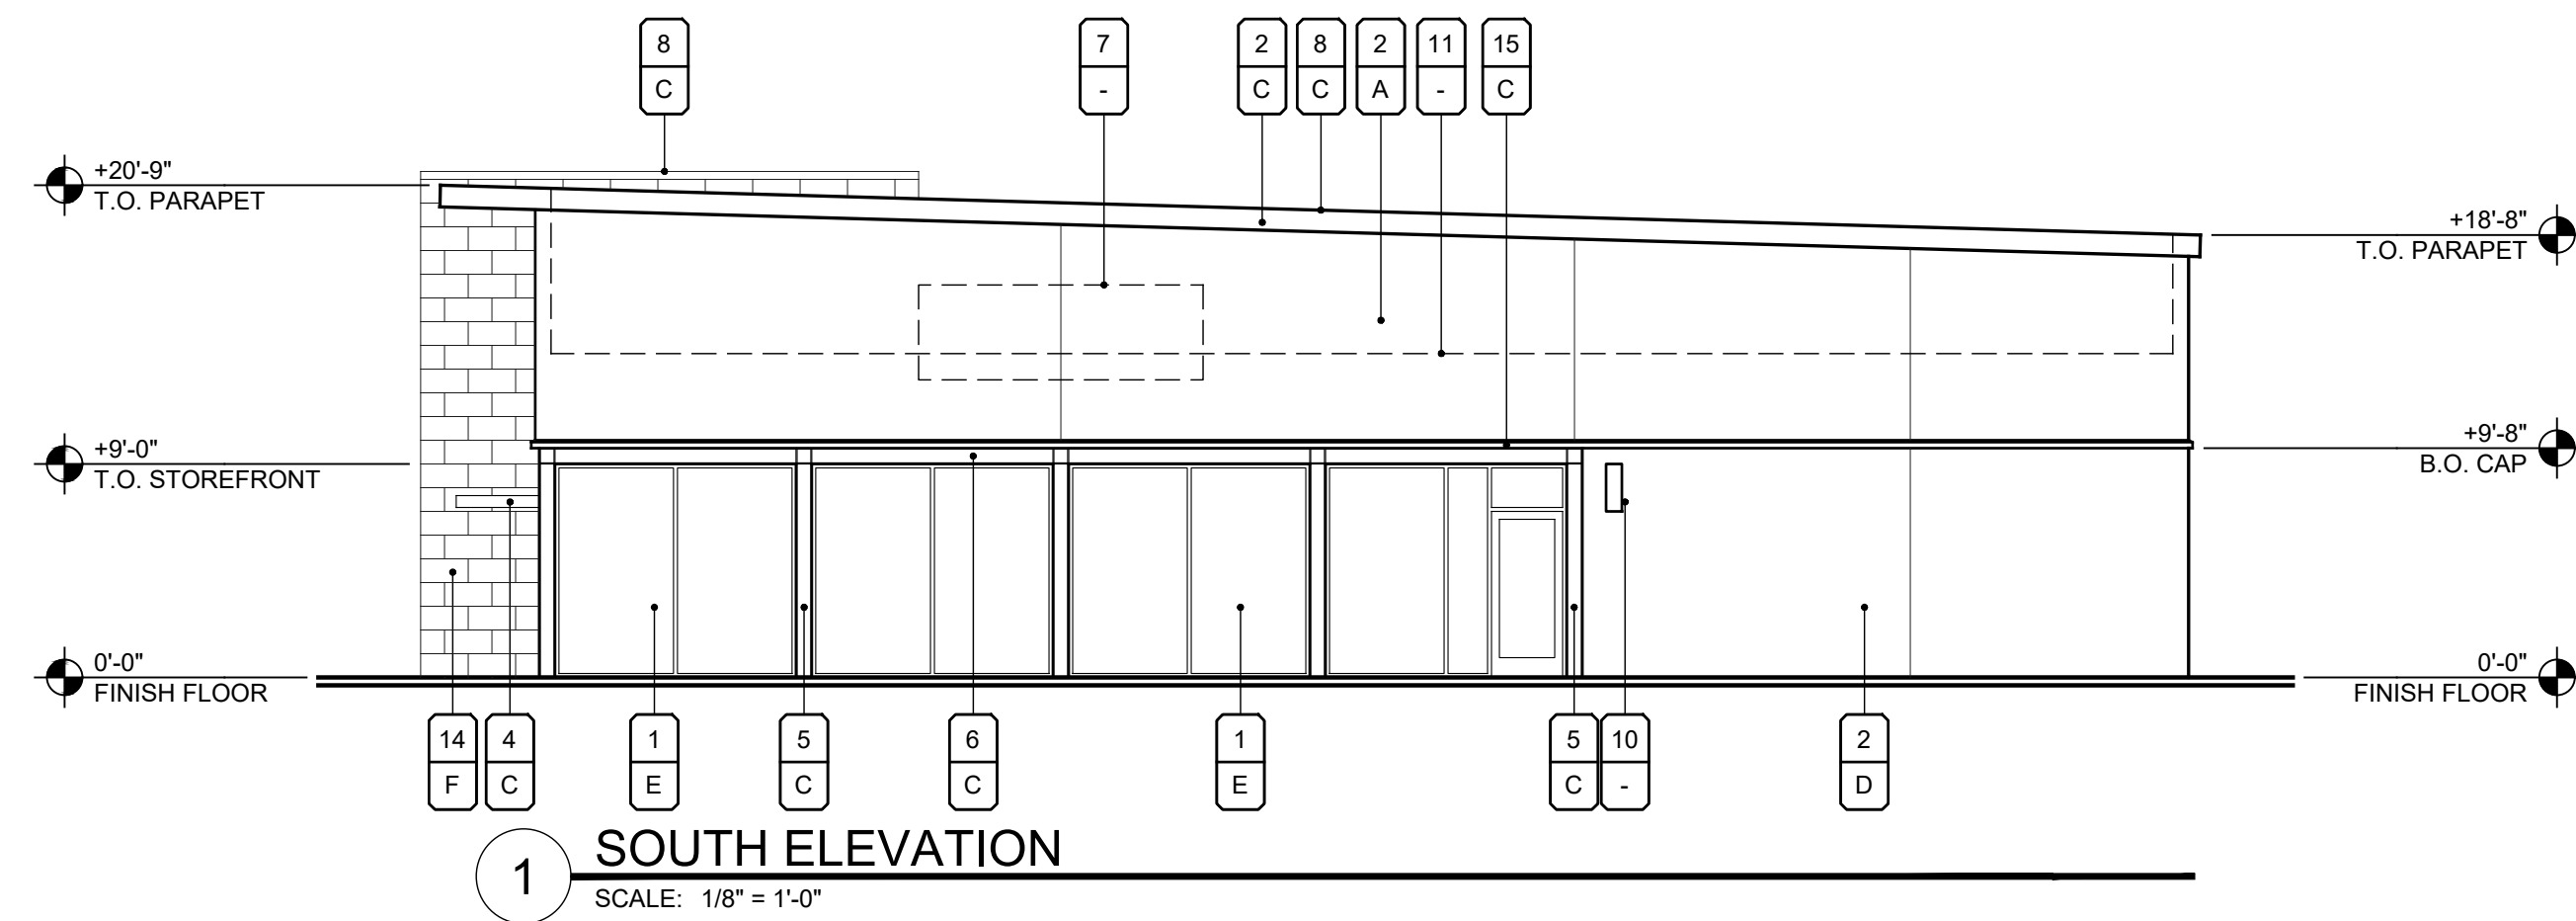 8
C
7
-
2
C
8
C
2
A
11
-
15
C
+20'-9"
T.O. PARAPET
+18'-8"
T.O. PARAPET
+9'-0"
T.O. STOREFRONT
+9'-8"
B.O. CAP
0'-0"
FINISH FLOOR
0'-0"
FINISH FLOOR
14
F
4
C
1
E
5
C
6
C
1
E
5
C
10
-
2
D
1
SOUTH ELEVATION
SCALE: 1/8" = 1'-0"